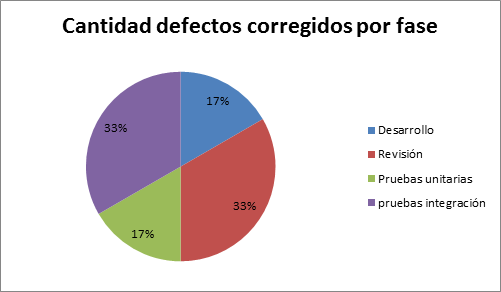 Cantidad defectos corregidos por fase
17%
33%
17%
33%
Desarrollo
Revisión
Pruebas unitarias
pruebas integración